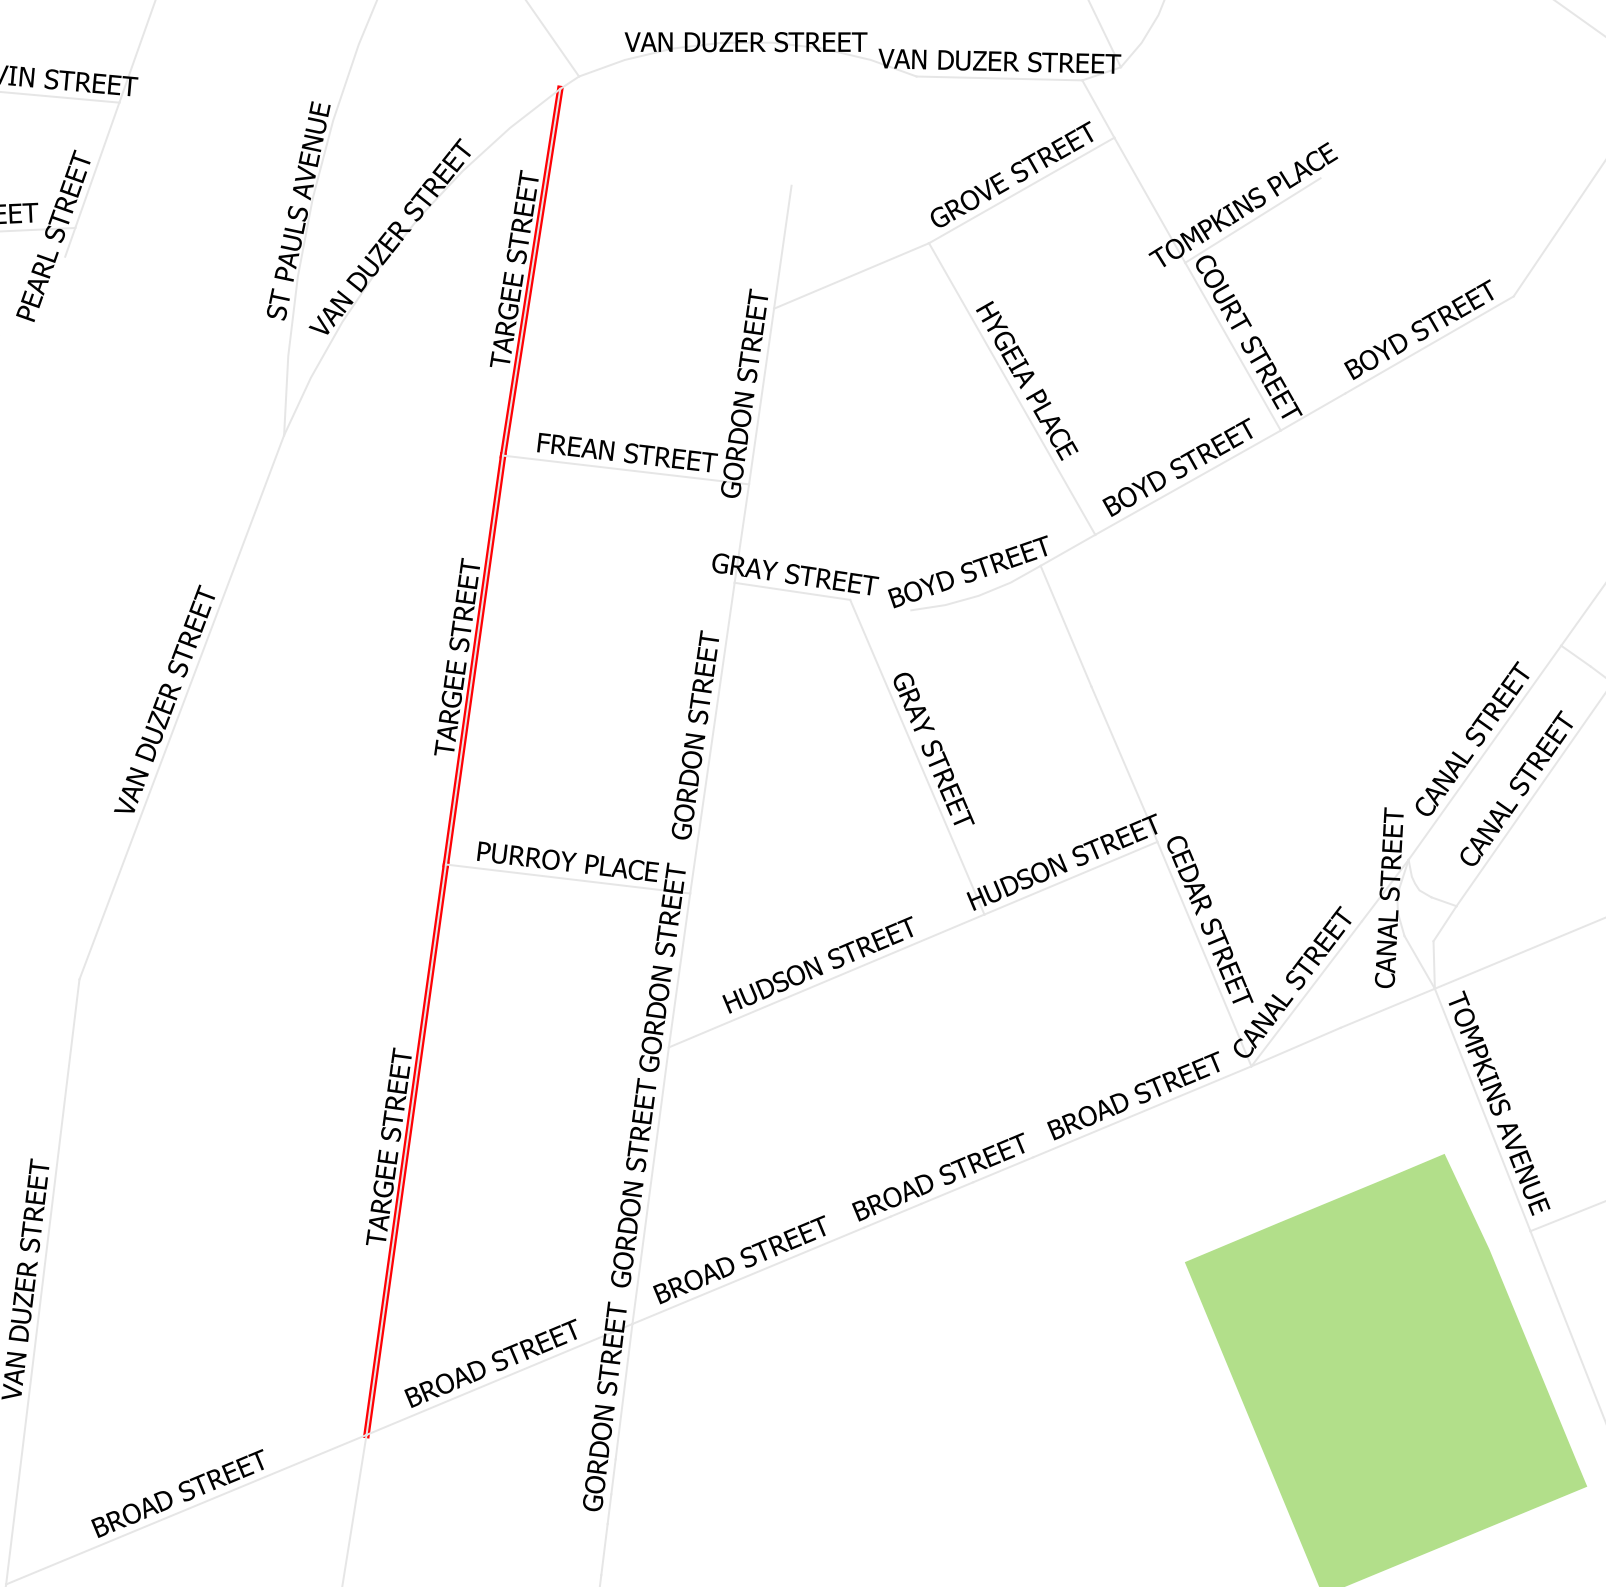 VAN DUZER STREET
VAN DUZER STREET
VIN STREET
ST PAULS AVENUE
VAN DUZER STREET
PEARL STREET
GROVE STREET
TOMPKINS PLACE
TARGEE STREET
COURT STREET
BOYD STREET
GORDON STREET
HYGEIA PLACE
FREAN STREET
BOYD STREET
GRAY STREET
BOYD STREET
VAN DUZER STREET
TARGEE STREET
GORDON STREET
GRAY STREET
CANAL STREET
CANAL STREET
CANAL STREET
PURROY PLACE
HUDSON STREET
HUDSON STREET
CEDAR STREET
GORDON STREET
CANAL STREET
TARGEE STREET
GORDON STREET
BROAD STREET
TOMPKINS AVENUE
BROAD STREET
BROAD STREET
VAN DUZER STREET
BROAD STREET
GORDON STREET
BROAD STREET